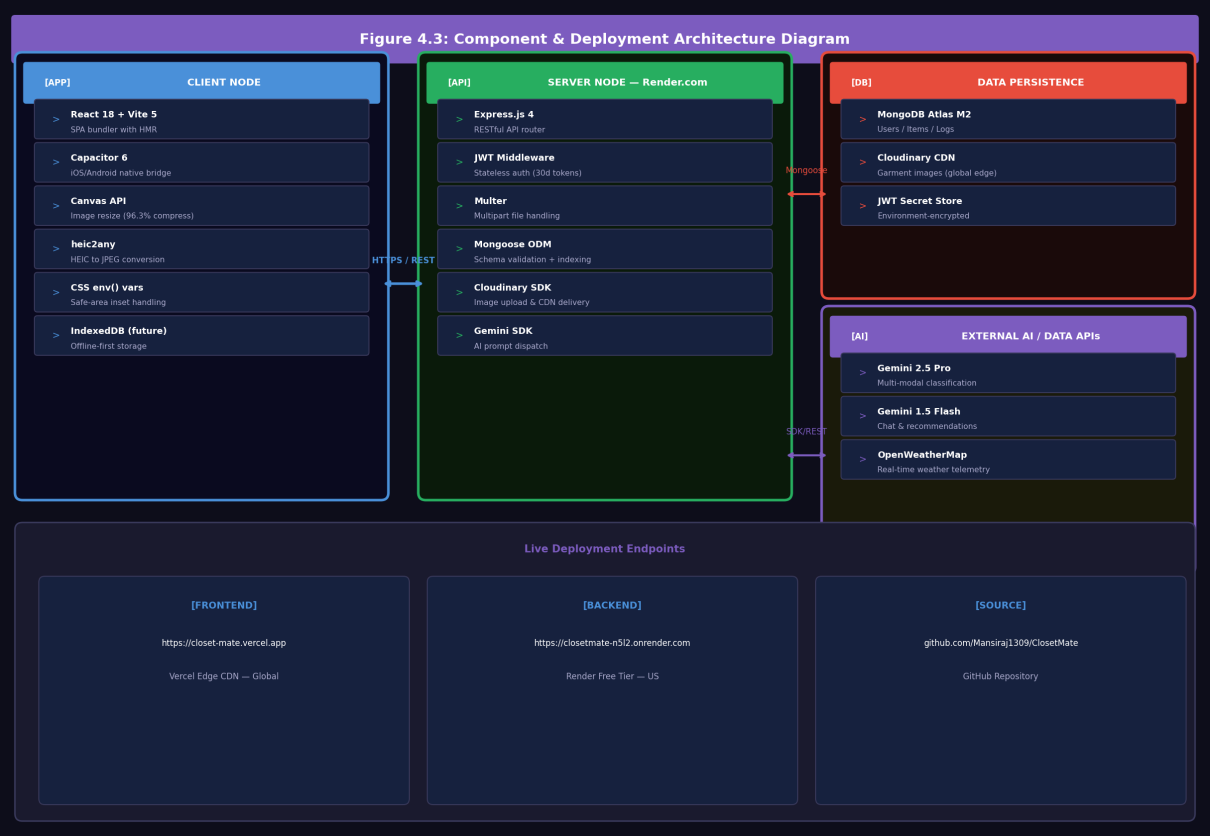 Figure 4.3: Component & Deployment Architecture Diagram
[APP] CLIENT NODE
> React 18 + Vite 5
SPA bundler with HMR
> Capacitor 6
iOS/Android native bridge
> Canvas API
Image resize (96.3% compress)
> heic2any
HEIC to JPEG conversion
> CSS env() vars
Safe-area inset handling
> IndexedDB (future)
Offline-first storage
HTTPS / REST
[API] SERVER NODE — Render.com
> Express.js 4
RESTful API router
> JWT Middleware
Stateless auth (30d tokens)
> Multer
Multipart file handling
> Mongoose ODM
Schema validation + indexing
> Cloudinary SDK
Image upload & CDN delivery
> Gemini SDK
AI prompt dispatch
Mongoose
SDK/REST
[DB] DATA PERSISTENCE
> MongoDB Atlas M2
Users / Items / Logs
> Cloudinary CDN
Garment images (global edge)
> JWT Secret Store
Environment-encrypted
[AI] EXTERNAL AI / DATA APIs
> Gemini 2.5 Pro
Multi-modal classification
> Gemini 1.5 Flash
Chat & recommendations
> OpenWeatherMap
Real-time weather telemetry
Live Deployment Endpoints
[FRONTEND]
https://closet-mate.vercel.app
Vercel Edge CDN — Global
[BACKEND]
https://closetmate-n5l2.onrender.com
Render Free Tier — US
[SOURCE]
github.com/Mansiraj1309/ClosetMate
GitHub Repository